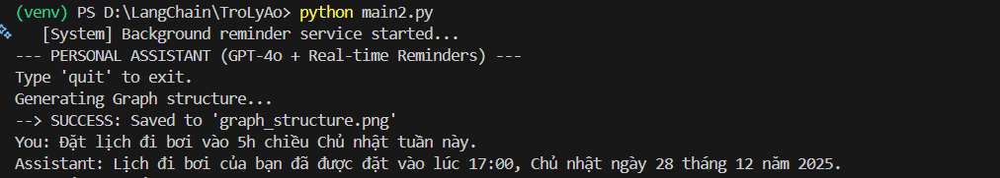 (venv) PS D:\LangChain\TroLyAo> python main2.py
[System] Background reminder service started...
--- PERSONAL ASSISTANT (GPT-4o + Real-time Reminders) ---
Type 'quit' to exit.
Generating Graph structure...
--> SUCCESS: Saved to 'graph_structure.png'
You: Đặt lịch đi bơi vào 5h chiều Chủ nhật tuần này.
Assistant: Lịch đi bơi của bạn đã được đặt vào lúc 17:00, Chủ nhật ngày 28 tháng 12 năm 2025.